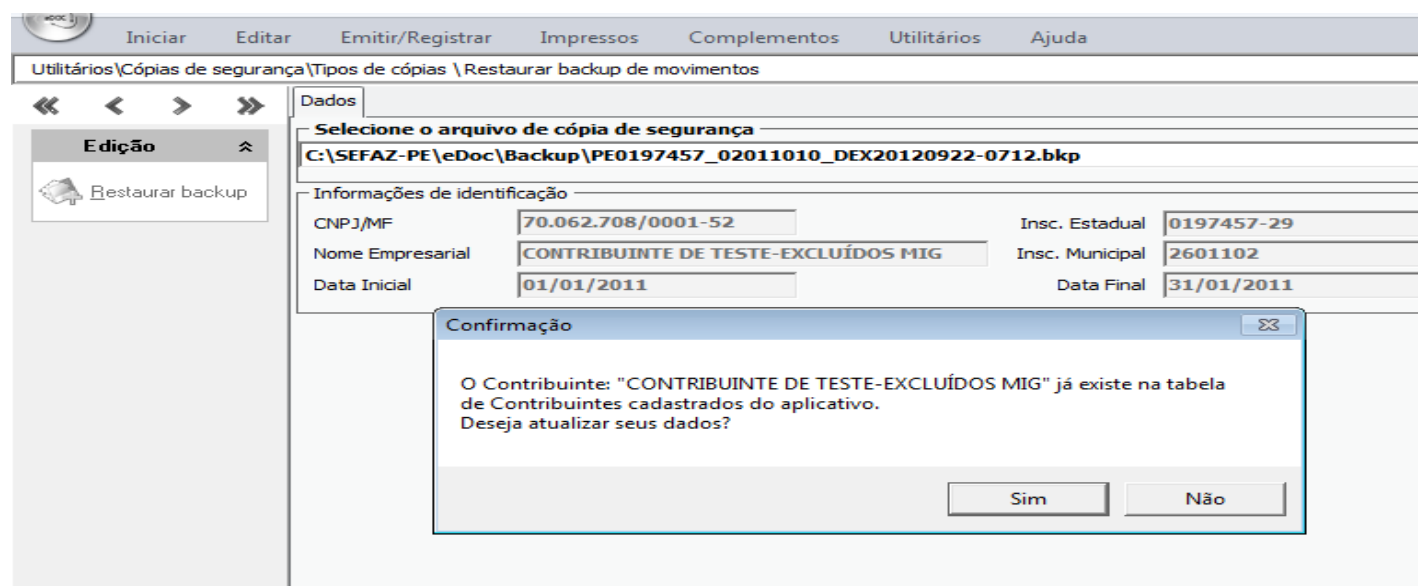 eDOC
Iniciar Editar Emitir/Registrar Impressos Complementos Utilitários Ajuda
Utilitários\Cópias de segurança\Tipos de cópias \ Restaurar backup de movimentos
Dados
Edição
Restaurar backup
Selecione o arquivo de cópia de segurança
C:\SEFAZ-PE\eDoc\Backup\PE0197457_02011010_DEX20120922-0712.bkp
Informações de identificação
CNPJ/MF 70.062.708/0001-52 Insc. Estadual 0197457-29
Nome Empresarial CONTRIBUINTE DE TESTE-EXCLUÍDOS MIG Insc. Municipal 2601102
Data Inicial 01/01/2011 Data Final 31/01/2011
Confirmação
O Contribuinte: "CONTRIBUINTE DE TESTE-EXCLUÍDOS MIG" já existe na tabela
de Contribuintes cadastrados do aplicativo.
Deseja atualizar seus dados?
Sim Não